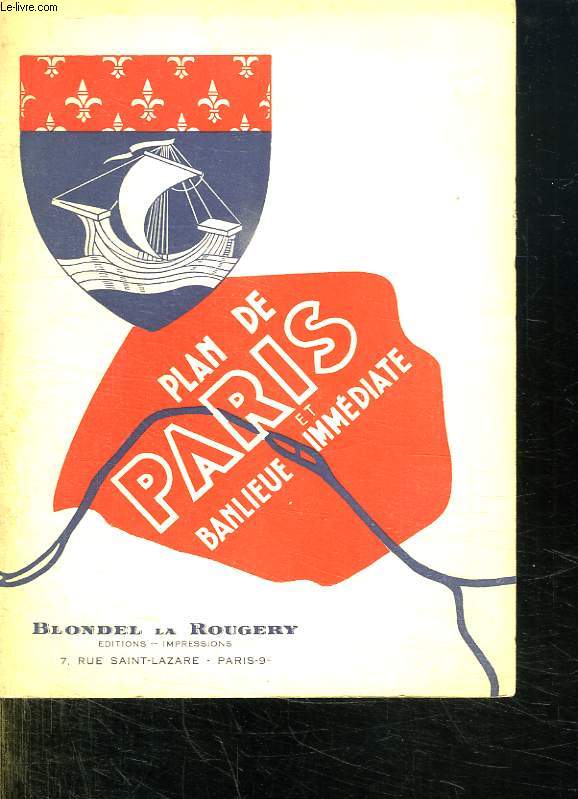 Le-livre.com
PLAN DE
PARIS
ET
BANLIEUE IMMÉDIATE
BLONDEL LA ROUGERY
EDITIONS - IMPRESSIONS
7, RUE SAINT-LAZARE - PARIS-9e